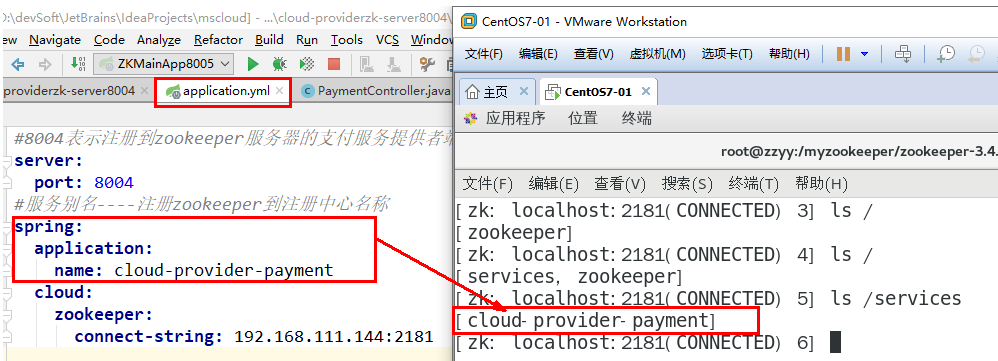 D:\devSoft\JetBrains\IdeaProjects\mscloud] - ...\cloud-providerzk-server8004\
View Navigate Code Analyze Refactor Build Run Tools VCS Window
ZKMainApp8005
providerzk-server8004 application.yml PaymentController.java
#8004表示注册到zookeeper服务器的支付服务提供者
server:
port: 8004
#服务别名----注册zookeeper到注册中心名称
spring:
application:
name: cloud-provider-payment
cloud:
zookeeper:
connect-string: 192.168.111.144:2181
CentOS7-01 - VMware Workstation
文件(F) 编辑(E) 查看(V) 虚拟机(M) 选项卡(T) 帮助(H)
主页 CentOS7-01
应用程序 位置 终端
root@zzyy:/myzookeeper/zookeeper-3.4.
文件(F) 编辑(E) 查看(V) 搜索(S) 终端(T) 帮助(H)
[zk: localhost:2181(CONNECTED) 3] ls /
[zookeeper]
[zk: localhost:2181(CONNECTED) 4] ls /
[services, zookeeper]
[zk: localhost:2181(CONNECTED) 5] ls /services
[cloud-provider-payment]
[zk: localhost:2181(CONNECTED) 6]